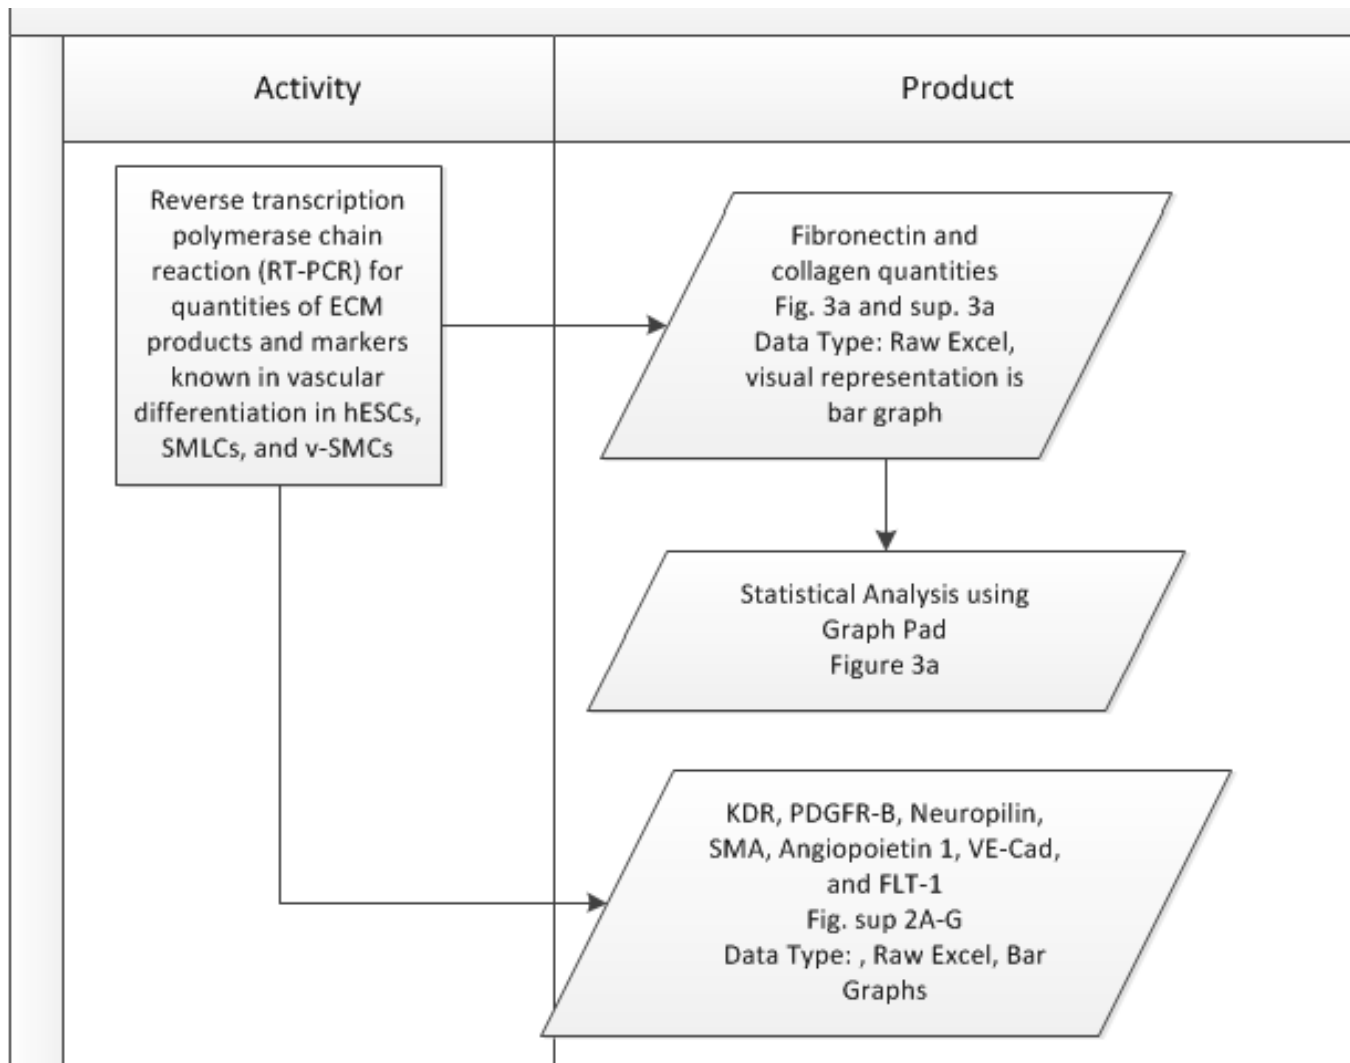 Activity
Product
Reverse transcription
polymerase chain
reaction (RT-PCR) for
quantities of ECM
products and markers
known in vascular
differentiation in hESCs,
SMLCs, and v-SMCs
Fibronectin and
collagen quantities
Fig. 3a and sup. 3a
Data Type: Raw Excel,
visual representation is
bar graph
Statistical Analysis using
Graph Pad
Figure 3a
KDR, PDGFR-B, Neuropilin,
SMA, Angiopoietin 1, VE-Cad,
and FLT-1
Fig. sup 2A-G
Data Type: , Raw Excel, Bar
Graphs